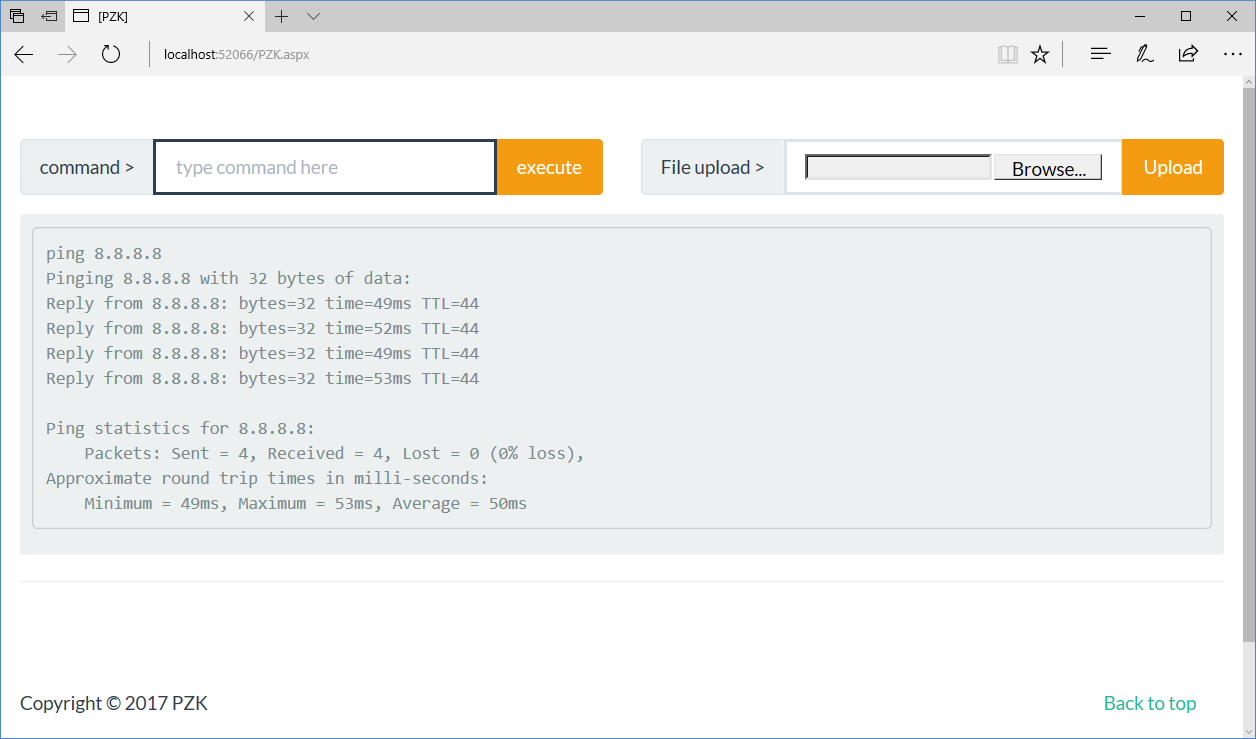 [PZK]
localhost:52066/PZK.aspx
command > type command here execute File upload > Browse... Upload
ping 8.8.8.8
Pinging 8.8.8.8 with 32 bytes of data:
Reply from 8.8.8.8: bytes=32 time=49ms TTL=44
Reply from 8.8.8.8: bytes=32 time=52ms TTL=44
Reply from 8.8.8.8: bytes=32 time=49ms TTL=44
Reply from 8.8.8.8: bytes=32 time=53ms TTL=44
Ping statistics for 8.8.8.8:
    Packets: Sent = 4, Received = 4, Lost = 0 (0% loss),
Approximate round trip times in milli-seconds:
    Minimum = 49ms, Maximum = 53ms, Average = 50ms
Copyright © 2017 PZK Back to top